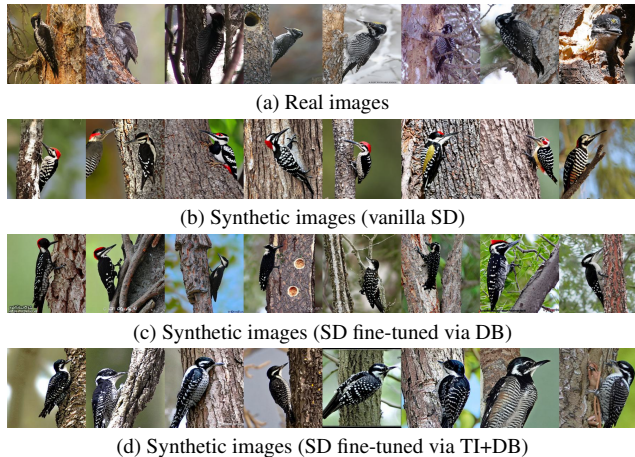 (a) Real images
(b) Synthetic images (vanilla SD)
(c) Synthetic images (SD fine-tuned via DB)
(d) Synthetic images (SD fine-tuned via TI+DB)